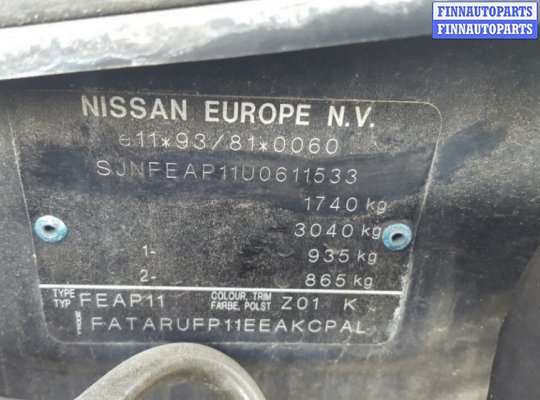 FINNAUTOPARTS
FINNAUTOPARTS
NISSAN EUROPE N.V.
e11*93/81*0060
SJNFEAP11U0611533
1740 kg
3040 kg
1- 935 kg
2- 865 kg
TYPE TYP FEAP11 COLOUR, TRIM FARBE, POLST Z01 K
FATARUFP11EEAKCPAL